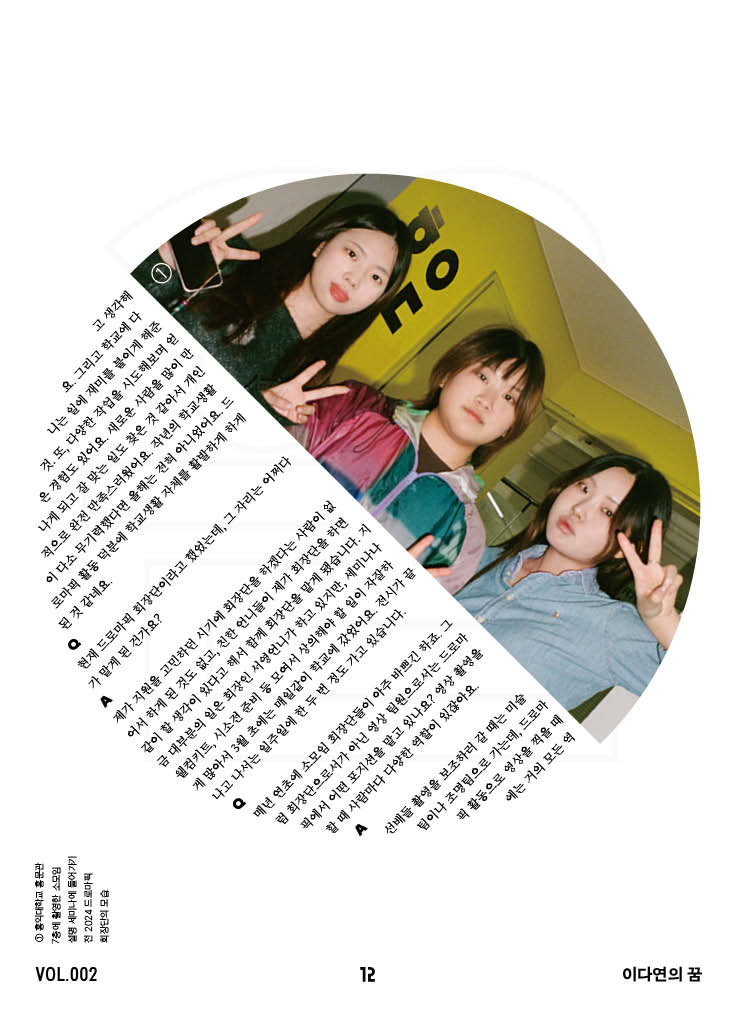 ①
고 생각해
요. 그리고 학교에 다
니는 일에 재미를 붙이게 해준
것. 또, 다양한 작업을 시도해보며 얻
은 경험도 있어요. 새로운 사람을 많이 만
나게 되고 잘 맞는 일도 찾은 것 같아서 개인
적으로 완전 만족스러웠어요. 작년의 학교생활
이 다소 무기력했다면 올해는 전혀 아니었어요. 드
로마픽 활동 덕분에 학교생활 자체를 활발하게 하게
된 것 같네요.
Q
현재 드로마픽 회장단이라고 했었는데, 그 자리는 어쩌다
가 맡게 된 건가요?
A
제가 지원을 고민하던 시기에 회장단을 하겠다는 사람이 없
어서 하게 된 것도 없고. 친한 언니들이 제가 회장단을 하면
같이 할 생각이 있다고 해서 함께 회장단을 맡게 됐습니다. 지
금 대부분의 일은 회장인 서영언니가 하고 있지만, 세미나나
웰컴키트, 시소전 준비 등 모여서 상의해야 할 일이 자잘하
게 많아서 3월 초에는 매일같이 학교에 갔었어요. 전시가 끝
나고 나서는 일주일에 한 두 번 정도 가고 있습니다.
Q
매년 연초에 소모임 회장단들이 아주 바쁘긴 하죠. 그
럼 회장단으로서가 아닌 영상 팀원으로서는 드로마
픽에서 어떤 포지션을 맡고 있나요? 영상 촬영을
할 때 사람마다 다양한 역할이 있잖아요.
A
선배들 촬영을 보조하러 갈 때는 미술
팀이나 조명팀으로 가는데, 드로마
픽 활동으로 영상을 찍을 때
에는 거의 모든 역
① 홍익대학교 홍문관
7층에 촬영한 소모임
설명 세미나에 들어가기
전 2024 드로마픽
회장단의 모습
VOL.002
12
이다연의 꿈